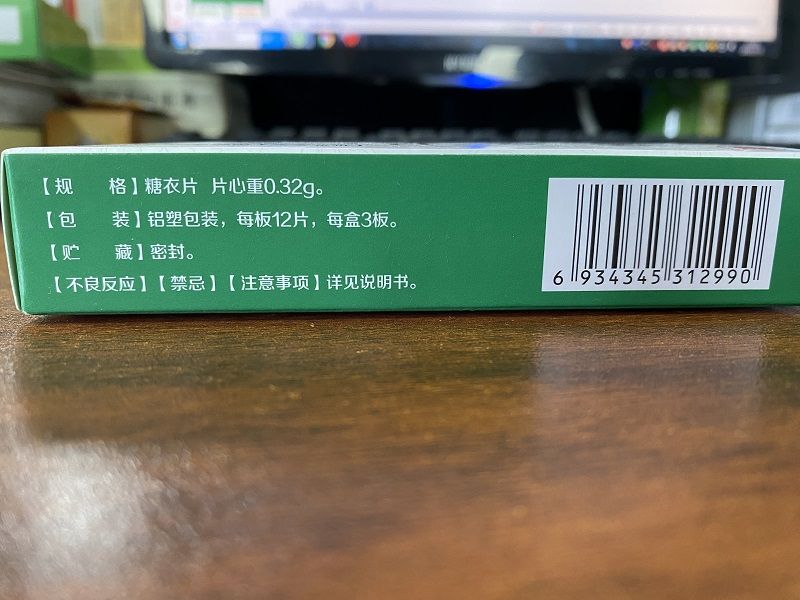 【规　　格】糖衣片 片心重0.32g。
【包　　装】铝塑包装，每板12片，每盒3板。
【贮　　藏】密封。
【不良反应】【禁忌】【注意事项】详见说明书。
6 934345 312990